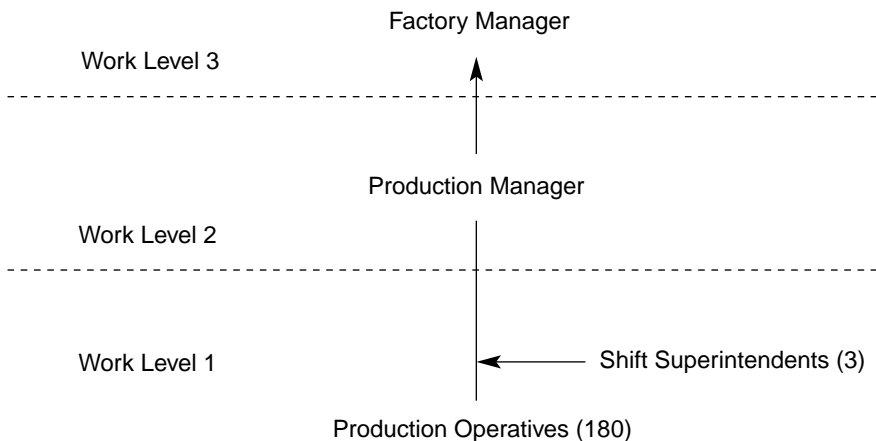 Factory Manager
Work Level 3
Production Manager
Work Level 2
Work Level 1
Shift Superintendents (3)
Production Operatives (180)